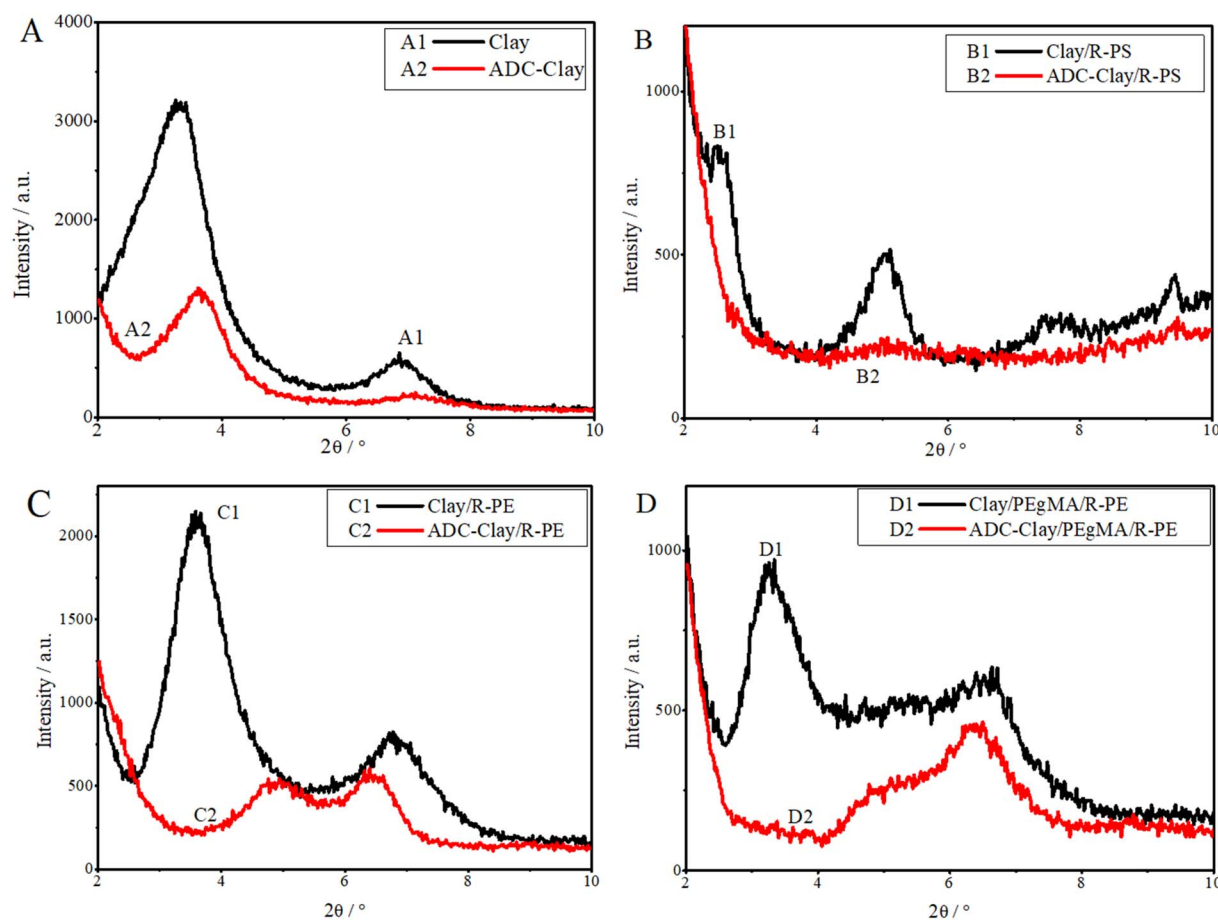 A
A1 Clay
A2 ADC-Clay
4000
3000
2000
1000
0
Intensity / a.u.
A2
A1
2 4 6 8 10
2θ / °
B
B1 Clay/R-PS
B2 ADC-Clay/R-PS
1000
500
0
Intensity / a.u.
B1
B2
2 4 6 8 10
2θ / °
C
C1 Clay/R-PE
C2 ADC-Clay/R-PE
2000
1500
1000
500
0
Intensity / a.u.
C1
C2
2 4 6 8 10
2θ / °
D
D1 Clay/PEgMA/R-PE
D2 ADC-Clay/PEgMA/R-PE
1000
500
0
Intensity / a.u.
D1
D2
2 4 6 8 10
2θ / °